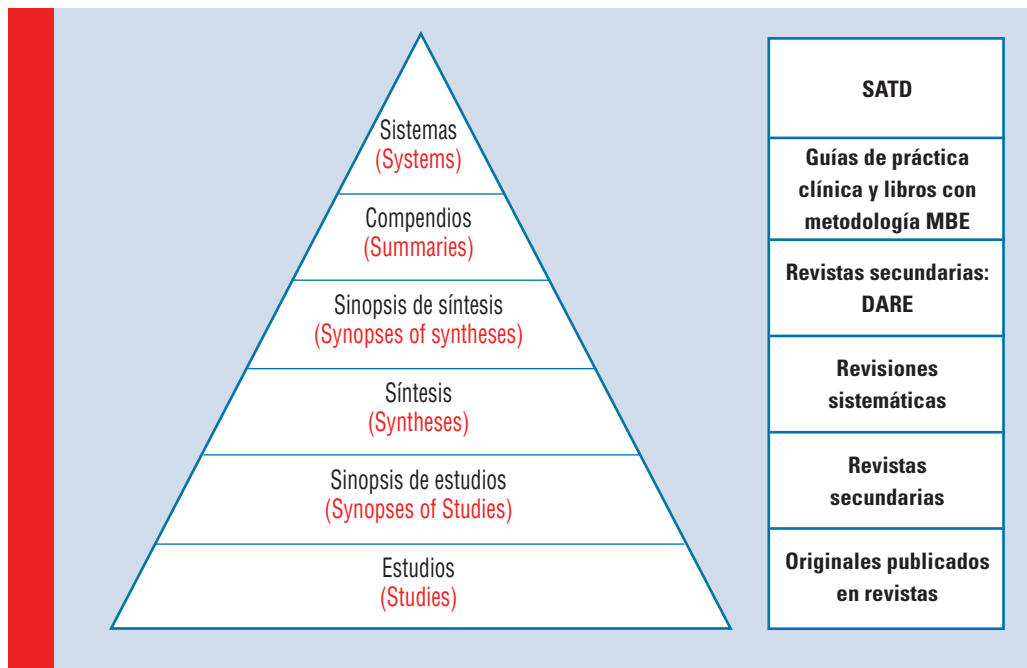 Sistemas
(Systems)
Compendios
(Summaries)
Sinopsis de síntesis
(Synopses of syntheses)
Síntesis
(Syntheses)
Sinopsis de estudios
(Synopses of Studies)
Estudios
(Studies)
SATD
Guías de práctica
clínica y libros con
metodología MBE
Revistas secundarias:
DARE
Revisiones
sistemáticas
Revistas
secundarias
Originales publicados
en revistas